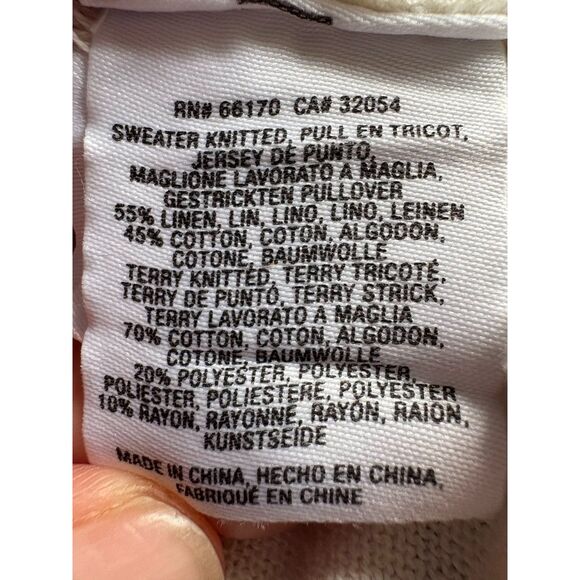 RN# 66170 CA# 32054
SWEATER KNITTED, PULL EN TRICOT,
JERSEY DE PUNTO,
MAGLIONE LAVORATO A MAGLIA,
GESTRICKTEN PULLOVER
55% LINEN, LIN, LINO, LINO, LEINEN
45% COTTON, COTON, ALGODON,
COTONE, BAUMWOLLE
TERRY KNITTED, TERRY TRICOTÉ,
TERRY DE PUNTO, TERRY STRICK,
TERRY LAVORATO A MAGLIA
70% COTTON, COTON, ALGODON,
COTONE, BAUMWOLLE
20% POLYESTER, POLYESTER,
POLIESTER, POLIESTERE, POLYESTER
10% RAYON, RAYONNE, RAYÓN, RAION,
KUNSTSEIDE
MADE IN CHINA, HECHO EN CHINA,
FABRIQUÉ EN CHINE